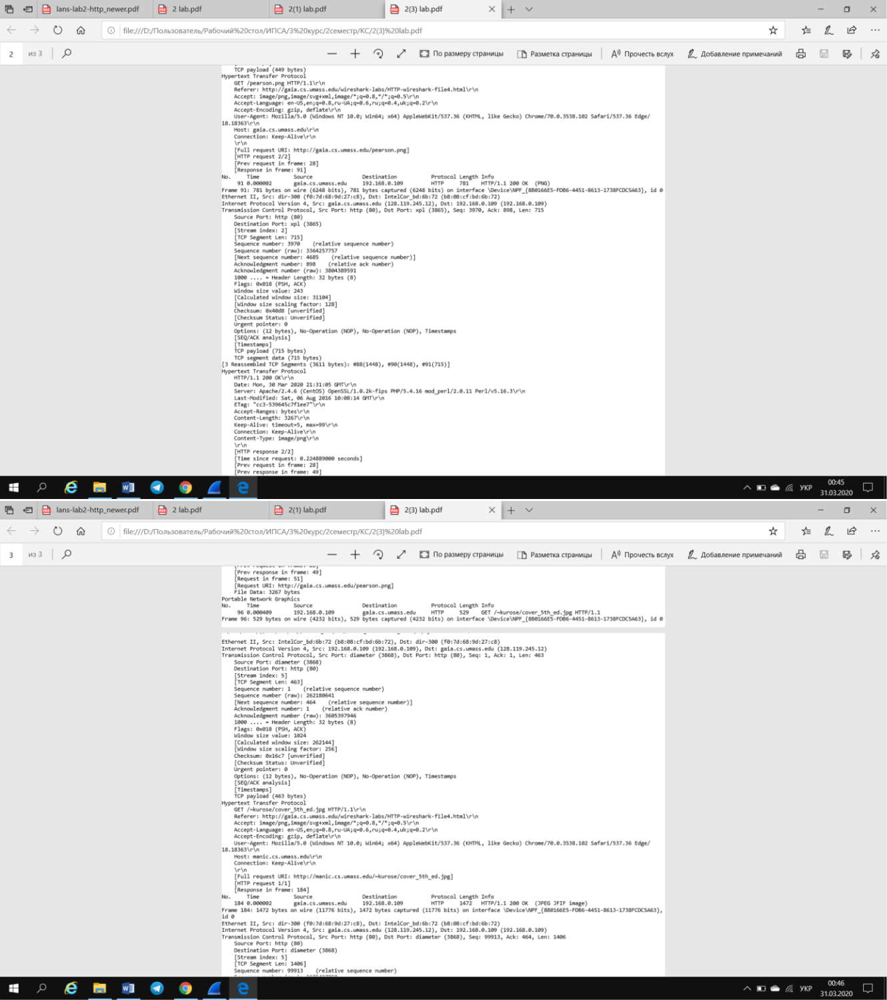 lans-lab2-http_newer.pdf
2 lab.pdf
2(1) lab.pdf
2(3) lab.pdf
file:///D:/Пользователь/Рабочий%20стол/ИПСА/3%20курс/2семестр/КС/2(3)%20lab.pdf
2 из 3
По размеру страницы
Разметка страницы
Прочесть вслух
Добавление примечаний
TCP payload (449 bytes)
Hypertext Transfer Protocol
GET /pearson.png HTTP/1.1\r\n
Referer: http://gaia.cs.umass.edu/wireshark-labs/HTTP-wireshark-file4.html\r\n
Accept: image/png,image/svg+xml,image/*;q=0.8,*/*;q=0.5\r\n
Accept-Language: en-US,en;q=0.8,ru-UA;q=0.6,ru;q=0.4,uk;q=0.2\r\n
Accept-Encoding: gzip, deflate\r\n
User-Agent: Mozilla/5.0 (Windows NT 10.0; Win64; x64) AppleWebKit/537.36 (KHTML, like Gecko) Chrome/70.0.3538.102 Safari/537.36 Edge/
18.18363\r\n
Host: gaia.cs.umass.edu\r\n
Connection: Keep-Alive\r\n
\r\n
[Full request URI: http://gaia.cs.umass.edu/pearson.png]
[HTTP request 2/2]
[Prev request in frame: 28]
[Response in frame: 91]
No. Time Source Destination Protocol Length Info
91 0.000002 gaia.cs.umass.edu 192.168.0.109 HTTP 781 HTTP/1.1 200 OK (PNG)
Frame 91: 781 bytes on wire (6248 bits), 781 bytes captured (6248 bits) on interface \Device\NPF_{8B0166E5-FDB6-4451-8613-1738FCDC5A63}, id 0
Ethernet II, Src: dir-300 (f0:7d:68:9d:27:c8), Dst: IntelCor_bd:6b:72 (b8:08:cf:bd:6b:72)
Internet Protocol Version 4, Src: gaia.cs.umass.edu (128.119.245.12), Dst: 192.168.0.109 (192.168.0.109)
Transmission Control Protocol, Src Port: http (80), Dst Port: xpl (3865), Seq: 3970, Ack: 898, Len: 715
Source Port: http (80)
Destination Port: xpl (3865)
[Stream index: 2]
[TCP Segment Len: 715]
Sequence number: 3970 (relative sequence number)
Sequence number (raw): 3364257757
[Next sequence number: 4685 (relative sequence number)]
Acknowledgment number: 898 (relative ack number)
Acknowledgment number (raw): 3804389591
1000 .... = Header Length: 32 bytes (8)
Flags: 0x018 (PSH, ACK)
Window size value: 243
[Calculated window size: 31104]
[Window size scaling factor: 128]
Checksum: 0x40d8 [unverified]
[Checksum Status: Unverified]
Urgent pointer: 0
Options: (12 bytes), No-Operation (NOP), No-Operation (NOP), Timestamps
[SEQ/ACK analysis]
[Timestamps]
TCP payload (715 bytes)
TCP segment data (715 bytes)
[3 Reassembled TCP Segments (3611 bytes): #88(1448), #90(1448), #91(715)]
Hypertext Transfer Protocol
HTTP/1.1 200 OK\r\n
Date: Mon, 30 Mar 2020 21:31:05 GMT\r\n
Server: Apache/2.4.6 (CentOS) OpenSSL/1.0.2k-fips PHP/5.4.16 mod_perl/2.0.11 Perl/v5.16.3\r\n
Last-Modified: Sat, 06 Aug 2016 10:08:14 GMT\r\n
ETag: "cc3-539645c7f1ee7"\r\n
Accept-Ranges: bytes\r\n
Content-Length: 3267\r\n
Keep-Alive: timeout=5, max=99\r\n
Connection: Keep-Alive\r\n
Content-Type: image/png\r\n
\r\n
[HTTP response 2/2]
[Time since request: 0.224889000 seconds]
[Prev request in frame: 28]
[Prev response in frame: 49]
УКР
00:45
31.03.2020
lans-lab2-http_newer.pdf
2 lab.pdf
2(1) lab.pdf
2(3) lab.pdf
file:///D:/Пользователь/Рабочий%20стол/ИПСА/3%20курс/2семестр/КС/2(3)%20lab.pdf
3 из 3
По размеру страницы
Разметка страницы
Прочесть вслух
Добавление примечаний
[Prev response in frame: 49]
[Request in frame: 51]
[Request URI: http://gaia.cs.umass.edu/pearson.png]
File Data: 3267 bytes
Portable Network Graphics
No. Time Source Destination Protocol Length Info
96 0.000409 192.168.0.109 gaia.cs.umass.edu HTTP 529 GET /~kurose/cover_5th_ed.jpg HTTP/1.1
Frame 96: 529 bytes on wire (4232 bits), 529 bytes captured (4232 bits) on interface \Device\NPF_{8B0166E5-FDB6-4451-8613-1738FCDC5A63}, id 0
Ethernet II, Src: IntelCor_bd:6b:72 (b8:08:cf:bd:6b:72), Dst: dir-300 (f0:7d:68:9d:27:c8)
Internet Protocol Version 4, Src: 192.168.0.109 (192.168.0.109), Dst: gaia.cs.umass.edu (128.119.245.12)
Transmission Control Protocol, Src Port: diameter (3868), Dst Port: http (80), Seq: 1, Ack: 1, Len: 463
Source Port: diameter (3868)
Destination Port: http (80)
[Stream index: 5]
[TCP Segment Len: 463]
Sequence number: 1 (relative sequence number)
Sequence number (raw): 262180641
[Next sequence number: 464 (relative sequence number)]
Acknowledgment number: 1 (relative ack number)
Acknowledgment number (raw): 3605397946
1000 .... = Header Length: 32 bytes (8)
Flags: 0x018 (PSH, ACK)
Window size value: 1024
[Calculated window size: 262144]
[Window size scaling factor: 256]
Checksum: 0x16c7 [unverified]
[Checksum Status: Unverified]
Urgent pointer: 0
Options: (12 bytes), No-Operation (NOP), No-Operation (NOP), Timestamps
[SEQ/ACK analysis]
[Timestamps]
TCP payload (463 bytes)
Hypertext Transfer Protocol
GET /~kurose/cover_5th_ed.jpg HTTP/1.1\r\n
Referer: http://gaia.cs.umass.edu/wireshark-labs/HTTP-wireshark-file4.html\r\n
Accept: image/png,image/svg+xml,image/*;q=0.8,*/*;q=0.5\r\n
Accept-Language: en-US,en;q=0.8,ru-UA;q=0.6,ru;q=0.4,uk;q=0.2\r\n
Accept-Encoding: gzip, deflate\r\n
User-Agent: Mozilla/5.0 (Windows NT 10.0; Win64; x64) AppleWebKit/537.36 (KHTML, like Gecko) Chrome/70.0.3538.102 Safari/537.36 Edge/
18.18363\r\n
Host: manic.cs.umass.edu\r\n
Connection: Keep-Alive\r\n
\r\n
[Full request URI: http://manic.cs.umass.edu/~kurose/cover_5th_ed.jpg]
[HTTP request 1/1]
[Response in frame: 184]
No. Time Source Destination Protocol Length Info
184 0.000002 gaia.cs.umass.edu 192.168.0.109 HTTP 1472 HTTP/1.1 200 OK (JPEG JFIF image)
Frame 184: 1472 bytes on wire (11776 bits), 1472 bytes captured (11776 bits) on interface \Device\NPF_{8B0166E5-FDB6-4451-8613-1738FCDC5A63},
id 0
Ethernet II, Src: dir-300 (f0:7d:68:9d:27:c8), Dst: IntelCor_bd:6b:72 (b8:08:cf:bd:6b:72)
Internet Protocol Version 4, Src: gaia.cs.umass.edu (128.119.245.12), Dst: 192.168.0.109 (192.168.0.109)
Transmission Control Protocol, Src Port: http (80), Dst Port: diameter (3868), Seq: 99913, Ack: 464, Len: 1406
Source Port: http (80)
Destination Port: diameter (3868)
[Stream index: 5]
[TCP Segment Len: 1406]
Sequence number: 99913 (relative sequence number)
УКР
00:46
31.03.2020